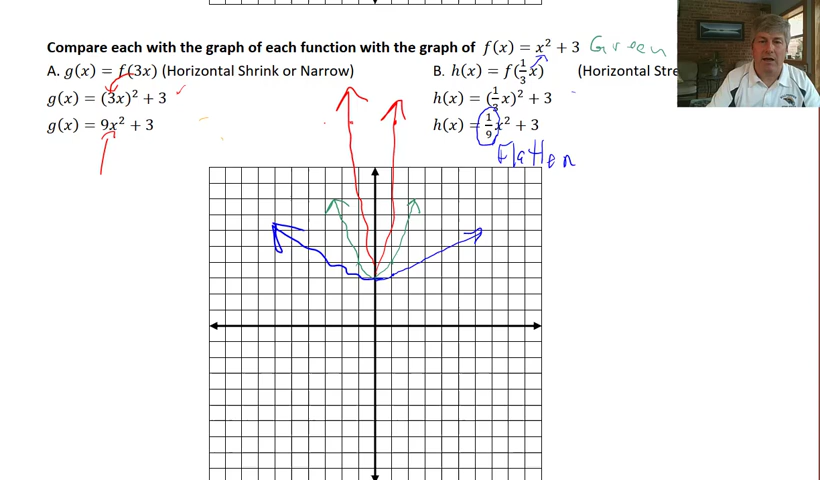 Compare each with the graph of each function with the graph of f(x) = x² + 3 Green
A. g(x) = f(3x) (Horizontal Shrink or Narrow)
g(x) = (3x)² + 3
g(x) = 9x² + 3
B. h(x) = f(1/3 x) (Horizontal Stre
h(x) = (1/3 x)² + 3
h(x) = 1/9 x² + 3
Flatten